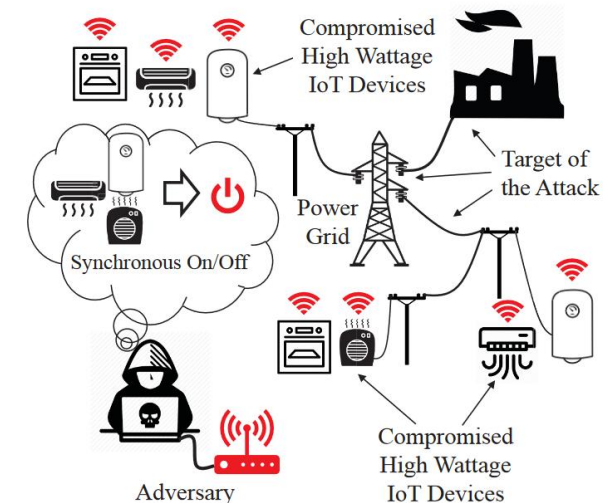 Compromised
High Wattage
IoT Devices
Target of
the Attack
Power
Grid
Synchronous On/Off
Compromised
High Wattage
IoT Devices
Adversary